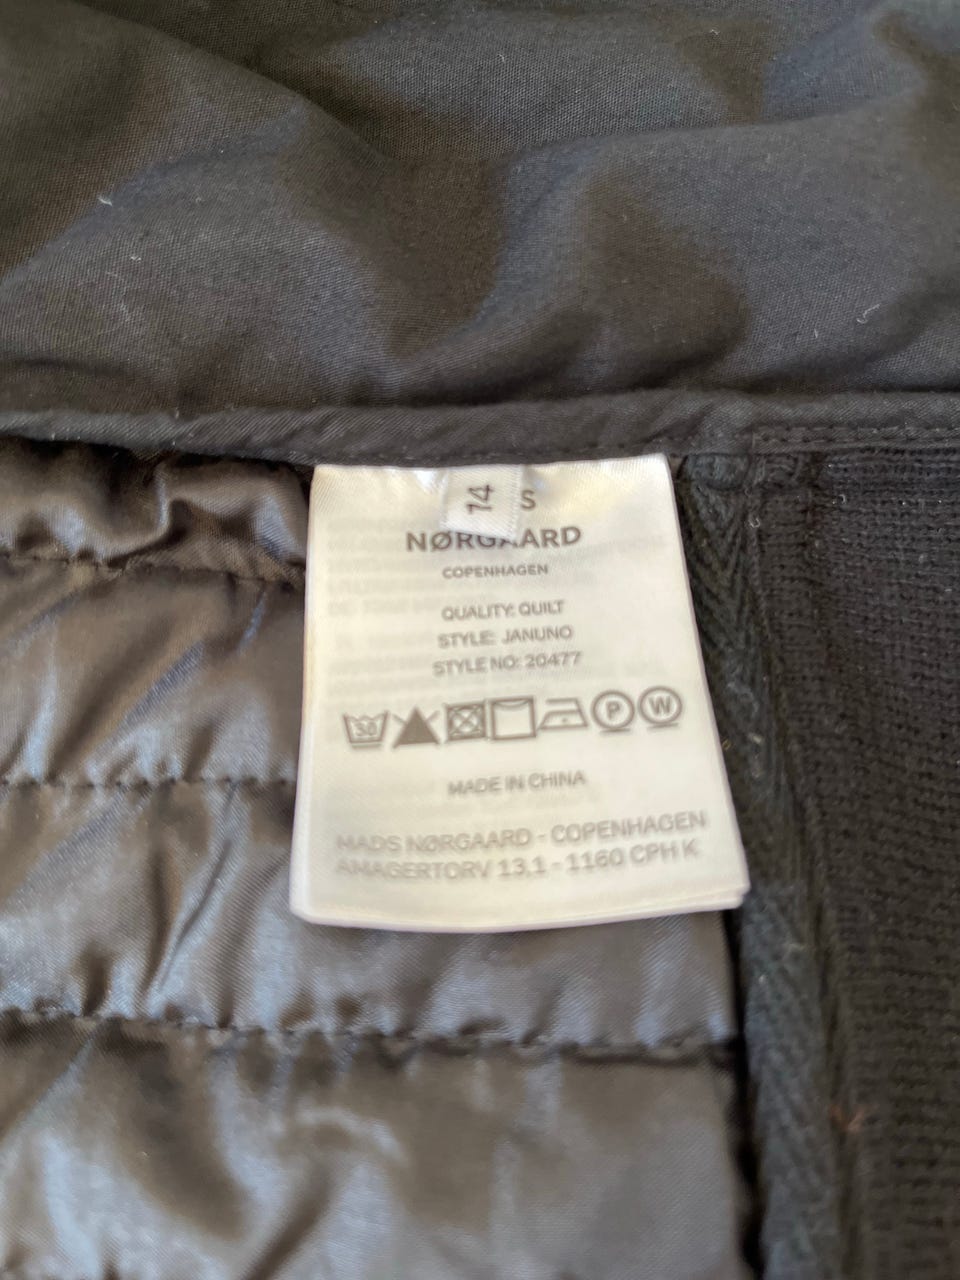 14 S
NØRGAARD
COPENHAGEN
QUALITY: QUILT
STYLE: JANUNO
STYLE NO: 20477
30 P W
MADE IN CHINA
MADS NØRGAARD - COPENHAGEN
AMAGERTORV 13,1 - 1160 CPH K